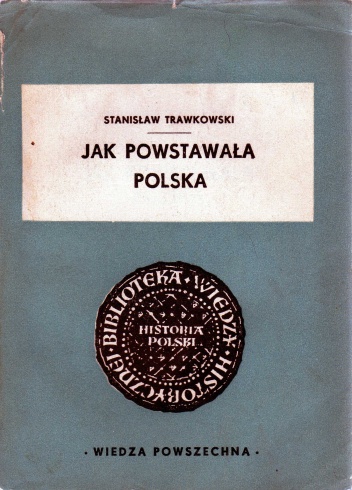 STANISŁAW TRAWKOWSKI
JAK POWSTAWAŁA
POLSKA
BIBLIOTEKA · WIEDZY · HISTORYCZNEJ
HISTORIA
POLSKI
· WIEDZA POWSZECHNA ·